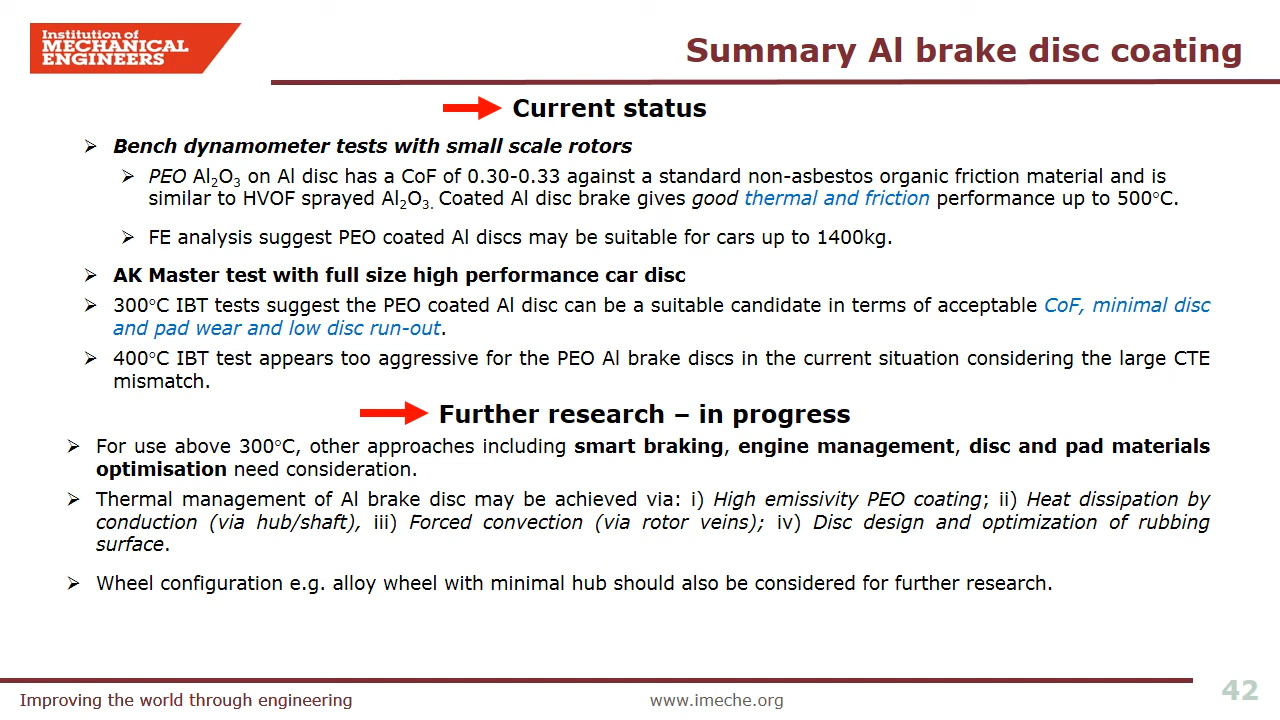 Institution of
MECHANICAL
ENGINEERS
Summary Al brake disc coating
Current status
➢ Bench dynamometer tests with small scale rotors
➢ PEO Al₂O₃ on Al disc has a CoF of 0.30-0.33 against a standard non-asbestos organic friction material and is
similar to HVOF sprayed Al₂O₃. Coated Al disc brake gives good thermal and friction performance up to 500°C.
➢ FE analysis suggest PEO coated Al discs may be suitable for cars up to 1400kg.
➢ AK Master test with full size high performance car disc
➢ 300°C IBT tests suggest the PEO coated Al disc can be a suitable candidate in terms of acceptable CoF, minimal disc
and pad wear and low disc run-out.
➢ 400°C IBT test appears too aggressive for the PEO Al brake discs in the current situation considering the large CTE
mismatch.
Further research – in progress
➢ For use above 300°C, other approaches including smart braking, engine management, disc and pad materials
optimisation need consideration.
➢ Thermal management of Al brake disc may be achieved via: i) High emissivity PEO coating; ii) Heat dissipation by
conduction (via hub/shaft), iii) Forced convection (via rotor veins); iv) Disc design and optimization of rubbing
surface.
➢ Wheel configuration e.g. alloy wheel with minimal hub should also be considered for further research.
Improving the world through engineering
www.imeche.org
42